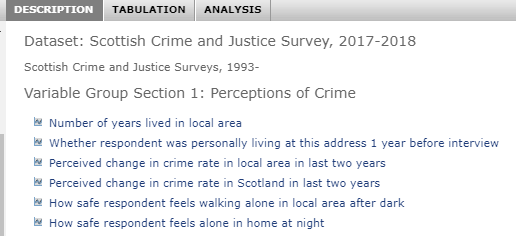 DESCRIPTION TABULATION ANALYSIS
Dataset: Scottish Crime and Justice Survey, 2017-2018
Scottish Crime and Justice Surveys, 1993-
Variable Group Section 1: Perceptions of Crime
Number of years lived in local area
Whether respondent was personally living at this address 1 year before interview
Perceived change in crime rate in local area in last two years
Perceived change in crime rate in Scotland in last two years
How safe respondent feels walking alone in local area after dark
How safe respondent feels alone in home at night